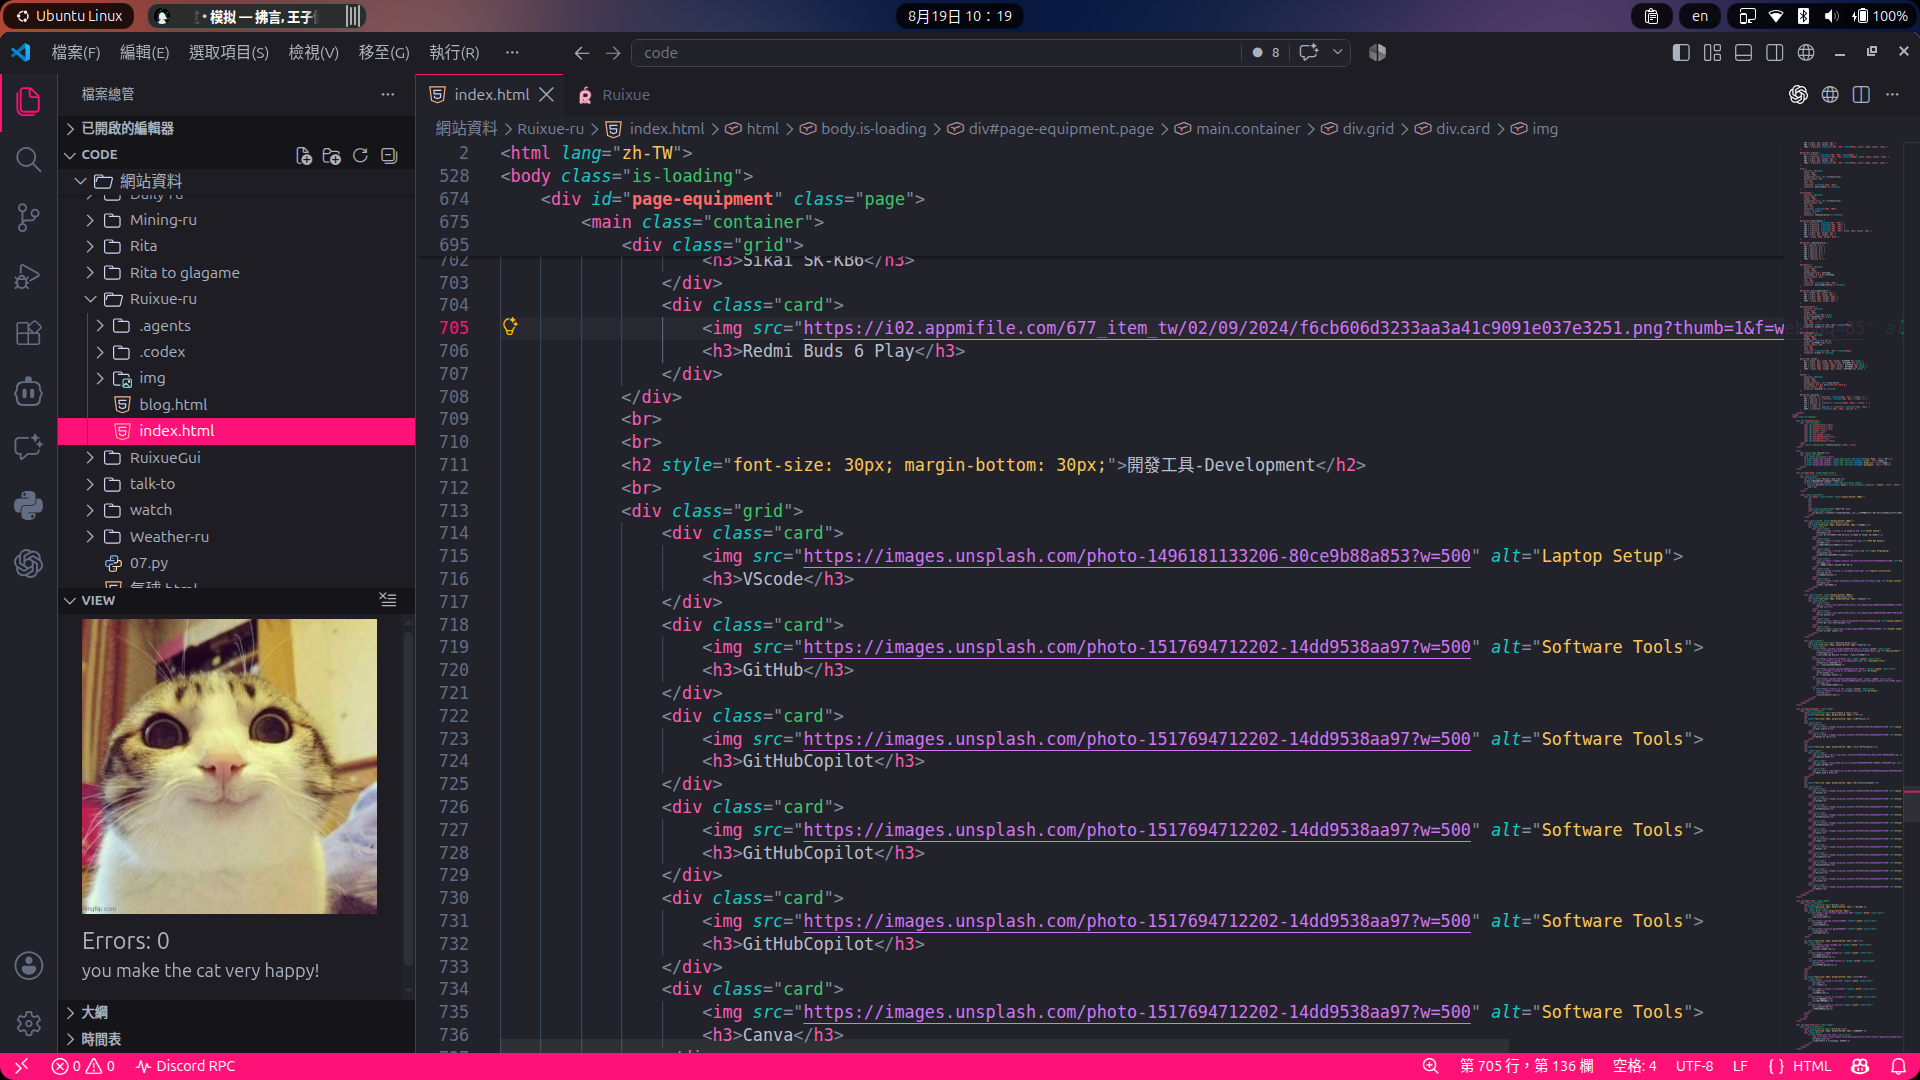 Ubuntu Linux
• 模拟 — 拂言, 王子
8月19日 10：19
en
100%
檔案(F)
編輯(E)
選取項目(S)
檢視(V)
移至(G)
執行(R)
code
8
檔案總管
index.html
Ruixue
網站資料 > Ruixue-ru > index.html > html > body.is-loading > div#page-equipment.page > main.container > div.grid > div.card > img
已開啟的編輯器
CODE
網站資料
Daily-ru
Mining-ru
Rita
Rita to glagame
Ruixue-ru
.agents
.codex
img
blog.html
index.html
RuixueGui
talk-to
watch
Weather-ru
07.py
VIEW
imgflip.com
Errors: 0
you make the cat very happy!
大綱
時間表
2 <html lang="zh-TW">
528 <body class="is-loading">
674 <div id="page-equipment" class="page">
675 <main class="container">
695 <div class="grid">
702 <h3>Sikai SK-KB6</h3>
703 </div>
704 <div class="card">
705 <img src="https://i02.appmifile.com/677_item_tw/02/09/2024/f6cb606d3233aa3a41c9091e037e3251.png?thumb=1&f=w
706 <h3>Redmi Buds 6 Play</h3>
707 </div>
708 </div>
709 <br>
710 <br>
711 <h2 style="font-size: 30px; margin-bottom: 30px;">開發工具-Development</h2>
712 <br>
713 <div class="grid">
714 <div class="card">
715 <img src="https://images.unsplash.com/photo-1496181133206-80ce9b88a853?w=500" alt="Laptop Setup">
716 <h3>VScode</h3>
717 </div>
718 <div class="card">
719 <img src="https://images.unsplash.com/photo-1517694712202-14dd9538aa97?w=500" alt="Software Tools">
720 <h3>GitHub</h3>
721 </div>
722 <div class="card">
723 <img src="https://images.unsplash.com/photo-1517694712202-14dd9538aa97?w=500" alt="Software Tools">
724 <h3>GitHubCopilot</h3>
725 </div>
726 <div class="card">
727 <img src="https://images.unsplash.com/photo-1517694712202-14dd9538aa97?w=500" alt="Software Tools">
728 <h3>GitHubCopilot</h3>
729 </div>
730 <div class="card">
731 <img src="https://images.unsplash.com/photo-1517694712202-14dd9538aa97?w=500" alt="Software Tools">
732 <h3>GitHubCopilot</h3>
733 </div>
734 <div class="card">
735 <img src="https://images.unsplash.com/photo-1517694712202-14dd9538aa97?w=500" alt="Software Tools">
736 <h3>Canva</h3>
0
0
Discord RPC
第 705 行，第 136 欄
空格: 4
UTF-8
LF
{ } HTML